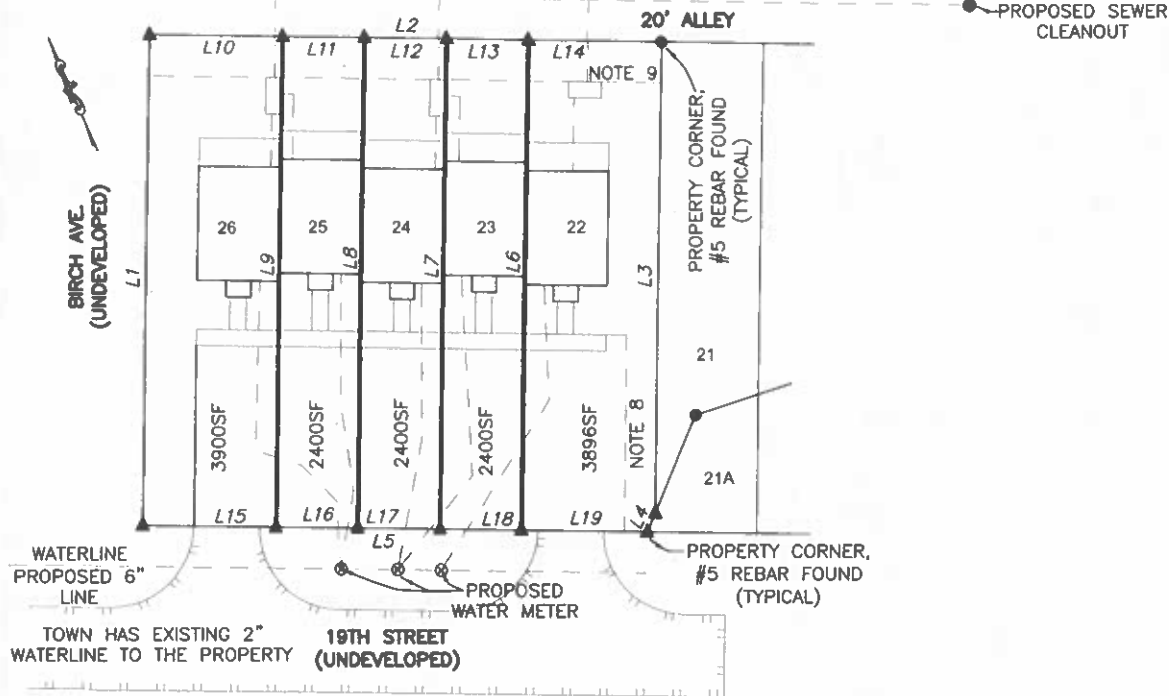 PROPOSED SEWER
CLEANOUT
20' ALLEY
L2
L10
L11
L12
L13
L14
NOTE 9
PROPERTY CORNER,
#5 REBAR FOUND
(TYPICAL)
BIRCH AVE.
(UNDEVELOPED)
L1
26
25
24
23
22
L9
L8
L7
L6
L3
21
3900SF
2400SF
2400SF
2400SF
3896SF
NOTE 8
21A
L4
L15
L16
L17
L18
L19
L5
PROPERTY CORNER,
#5 REBAR FOUND
(TYPICAL)
WATERLINE
PROPOSED 6"
LINE
PROPOSED
WATER METER
TOWN HAS EXISTING 2"
WATERLINE TO THE PROPERTY
19TH STREET
(UNDEVELOPED)